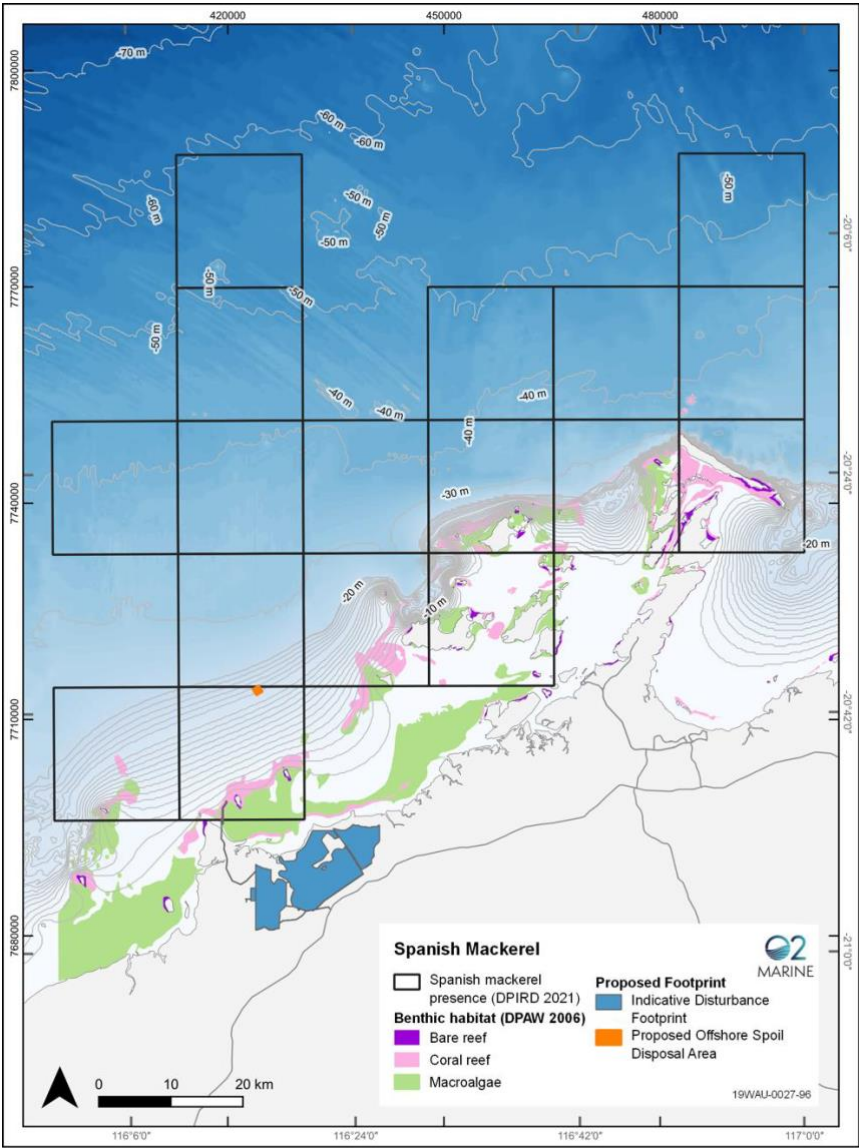 420000 450000 480000
7800000
-70 m
-60 m
-60 m
-60 m
-50 m
-50 m
-50 m
-50 m
-20°6'0"
7770000
-50 m
-50 m
-50 m
-40 m
-40 m
-40 m
-40 m
-20°24'0"
-30 m
7740000
-20 m
-20 m
-10 m
7710000
-20°42'0"
7680000
-21°0'0"
Spanish Mackerel
Spanish mackerel
presence (DPIRD 2021)
Benthic habitat (DPAW 2006)
Bare reef
Coral reef
Macroalgae
O2
MARINE
Proposed Footprint
Indicative Disturbance
Footprint
Proposed Offshore Spoil
Disposal Area
19WAU-0027-96
0 10 20 km
116°6'0" 116°24'0" 116°42'0" 117°0'0"